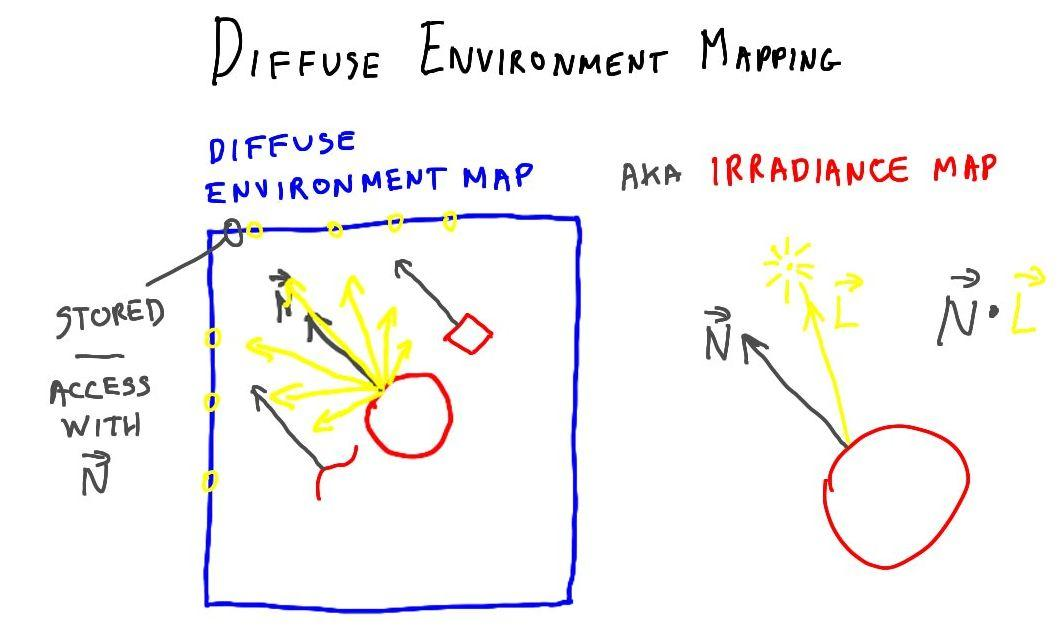 DIFFUSE ENVIRONMENT MAPPING
DIFFUSE
ENVIRONMENT MAP
AKA IRRADIANCE MAP
N⃗
STORED
ACCESS
WITH
N⃗
N⃗
L⃗
N⃗ • L⃗